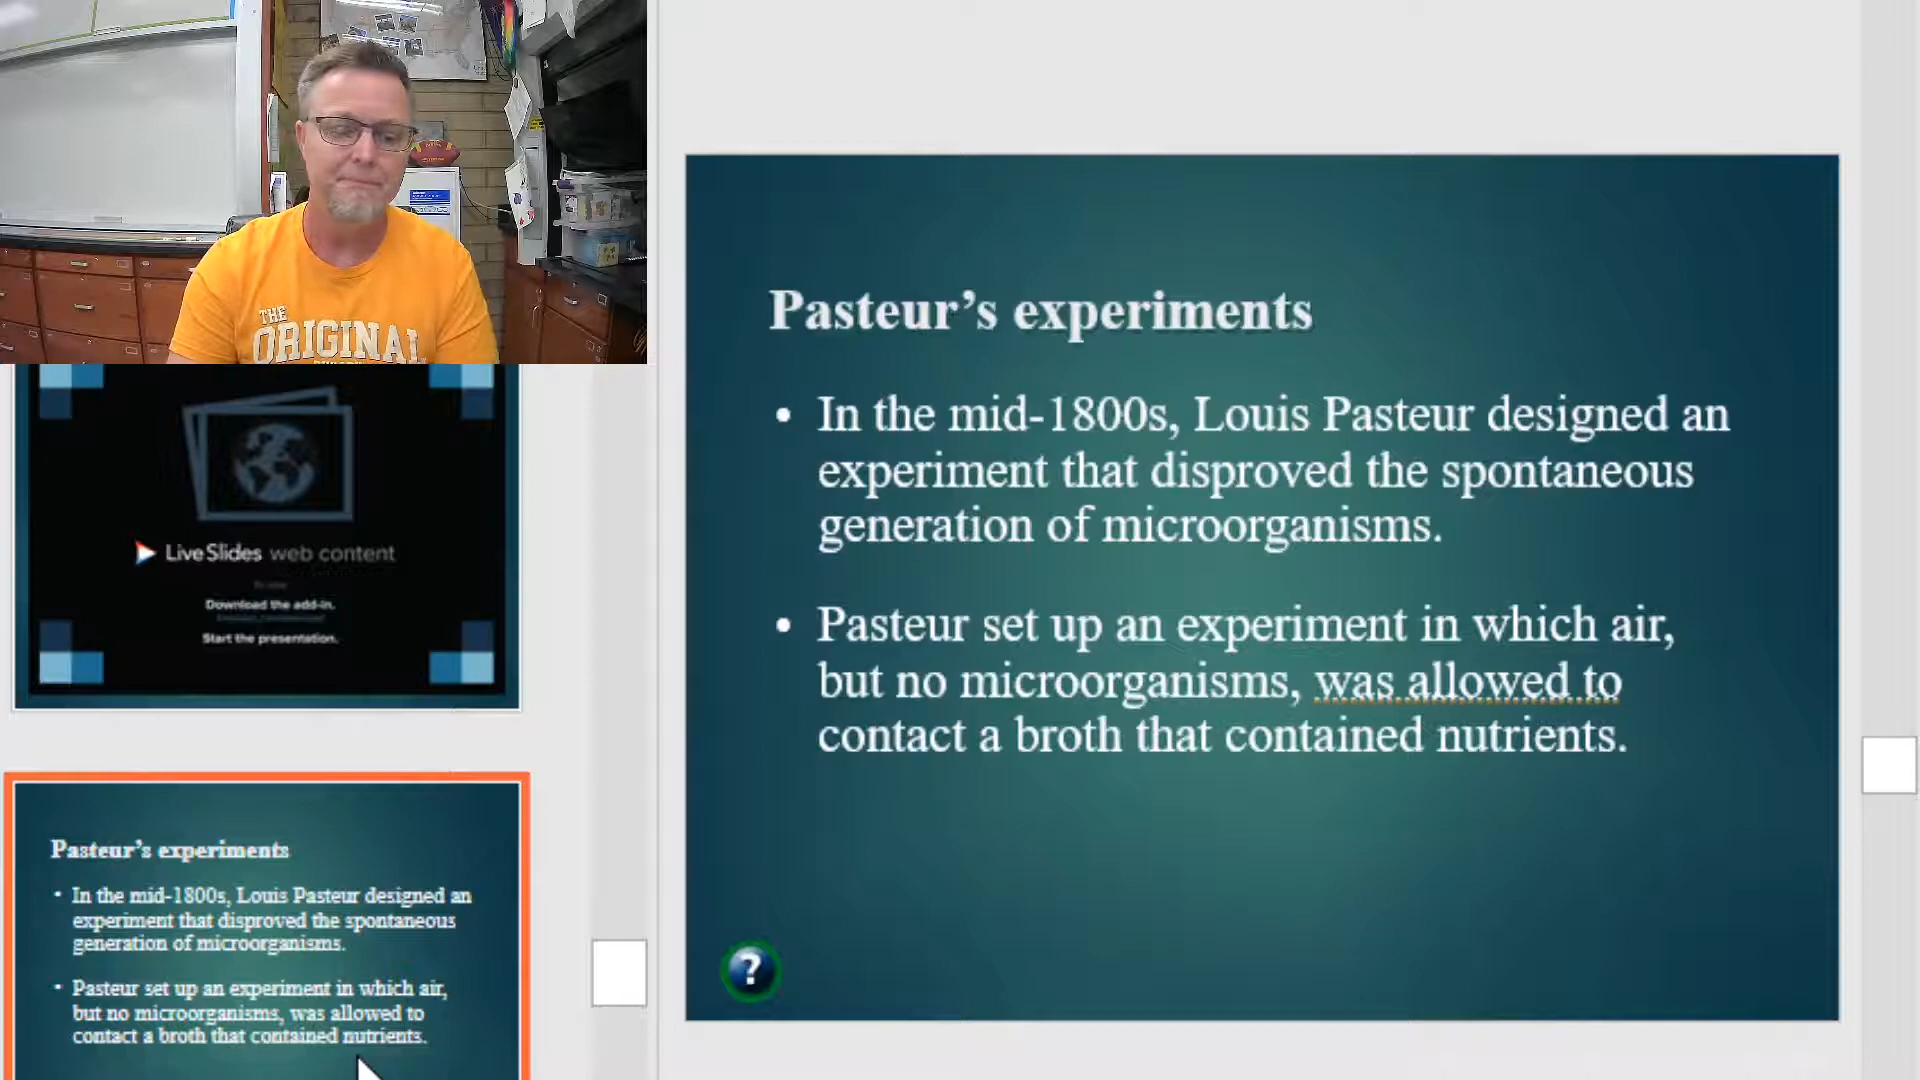 THE
ORIGINAL
Pasteur’s experiments
• In the mid-1800s, Louis Pasteur designed an
experiment that disproved the spontaneous
generation of microorganisms.
• Pasteur set up an experiment in which air,
but no microorganisms, was allowed to
contact a broth that contained nutrients.
?
LiveSlides web content
Download the add-in.
Start the presentation.
Pasteur’s experiments
• In the mid-1800s, Louis Pasteur designed an
experiment that disproved the spontaneous
generation of microorganisms.
• Pasteur set up an experiment in which air,
but no microorganisms, was allowed to
contact a broth that contained nutrients.